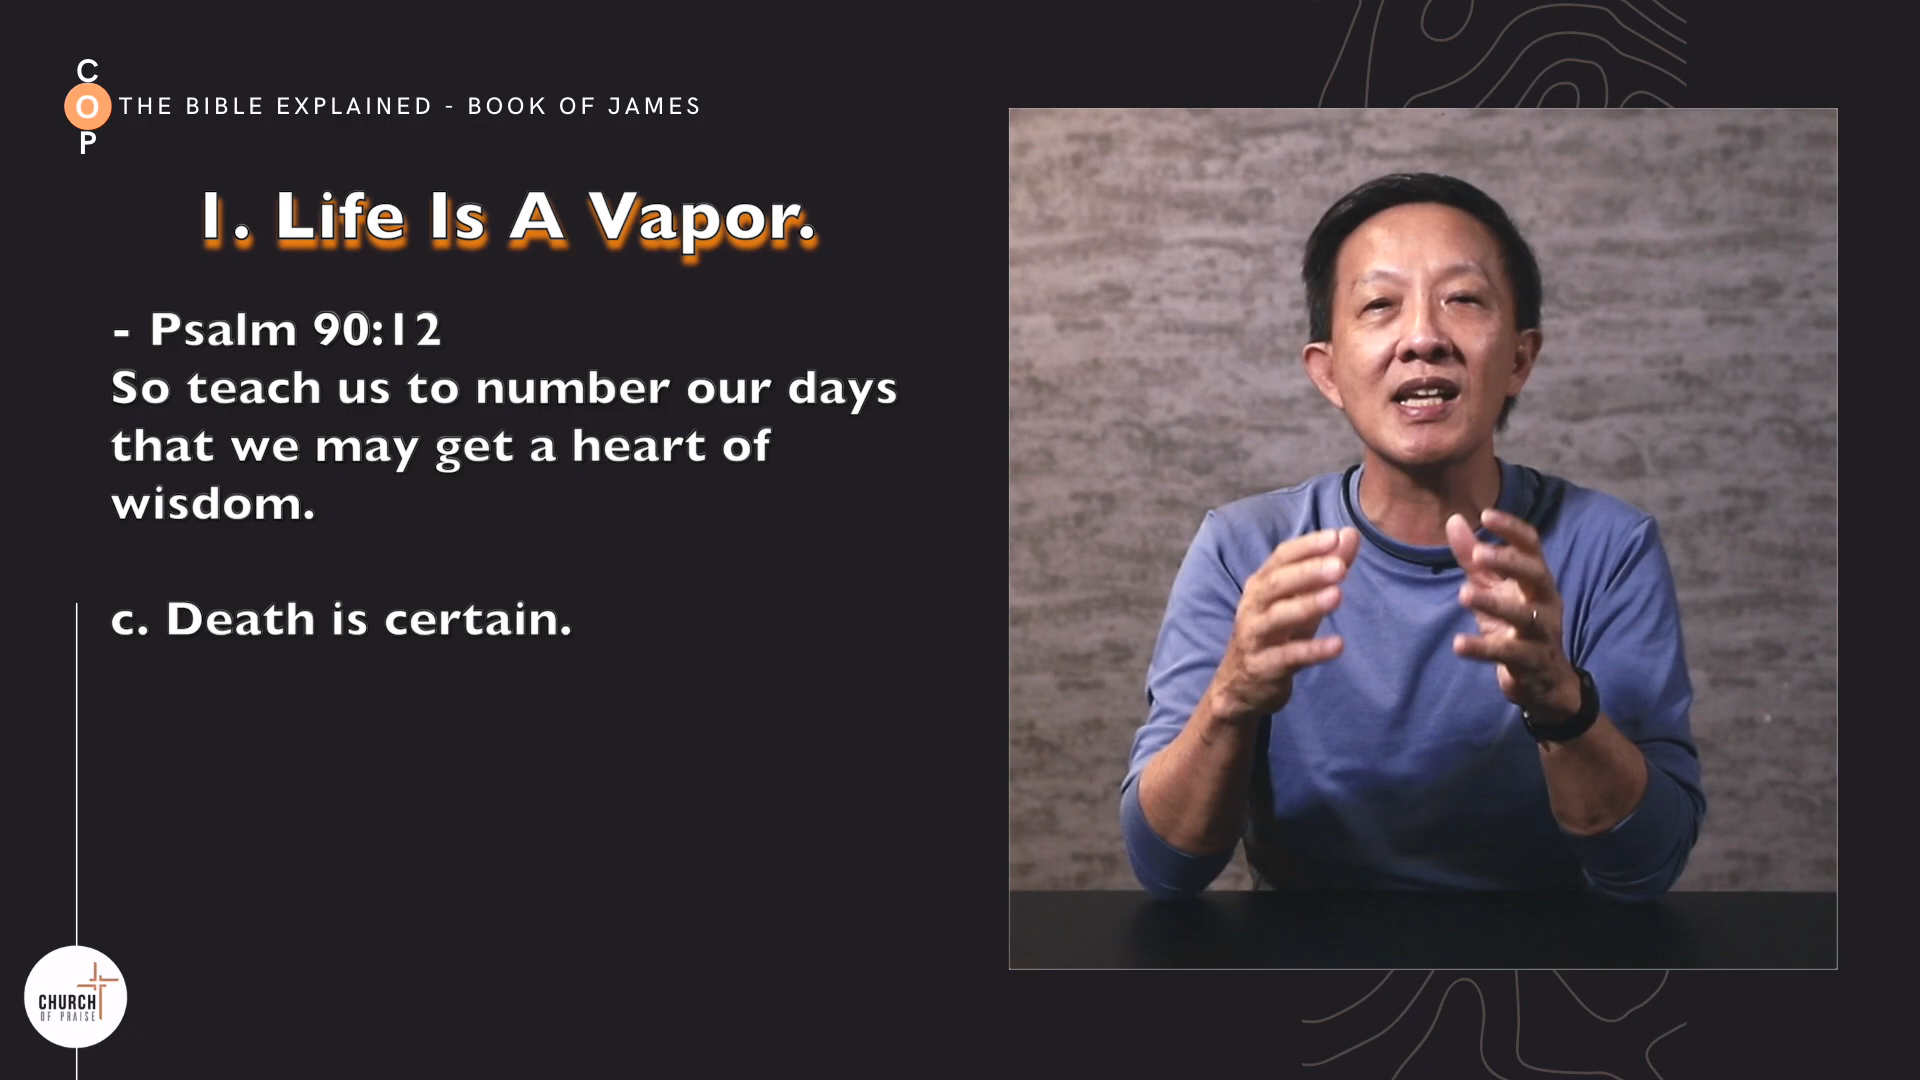 C
O
P
THE BIBLE EXPLAINED - BOOK OF JAMES
1. Life Is A Vapor.
- Psalm 90:12
So teach us to number our days
that we may get a heart of
wisdom.
c. Death is certain.
CHURCH
OF PRAISE